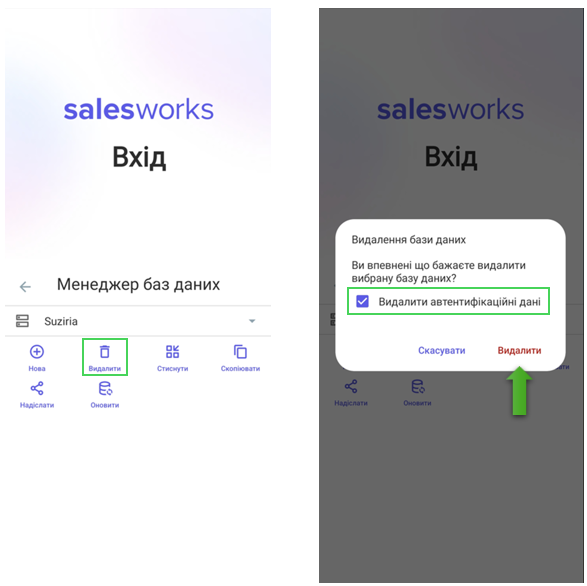 salesworks
Вхід
Менеджер баз даних
Suziria
Нова
Видалити
Стиснути
Скопіювати
Надіслати
Оновити
salesworks
Вхід
Видалення бази даних
Ви впевнені що бажаєте видалити
вибрану базу даних?
Видалити автентифікаційні дані
Скасувати
Видалити
Надіслати
Оновити